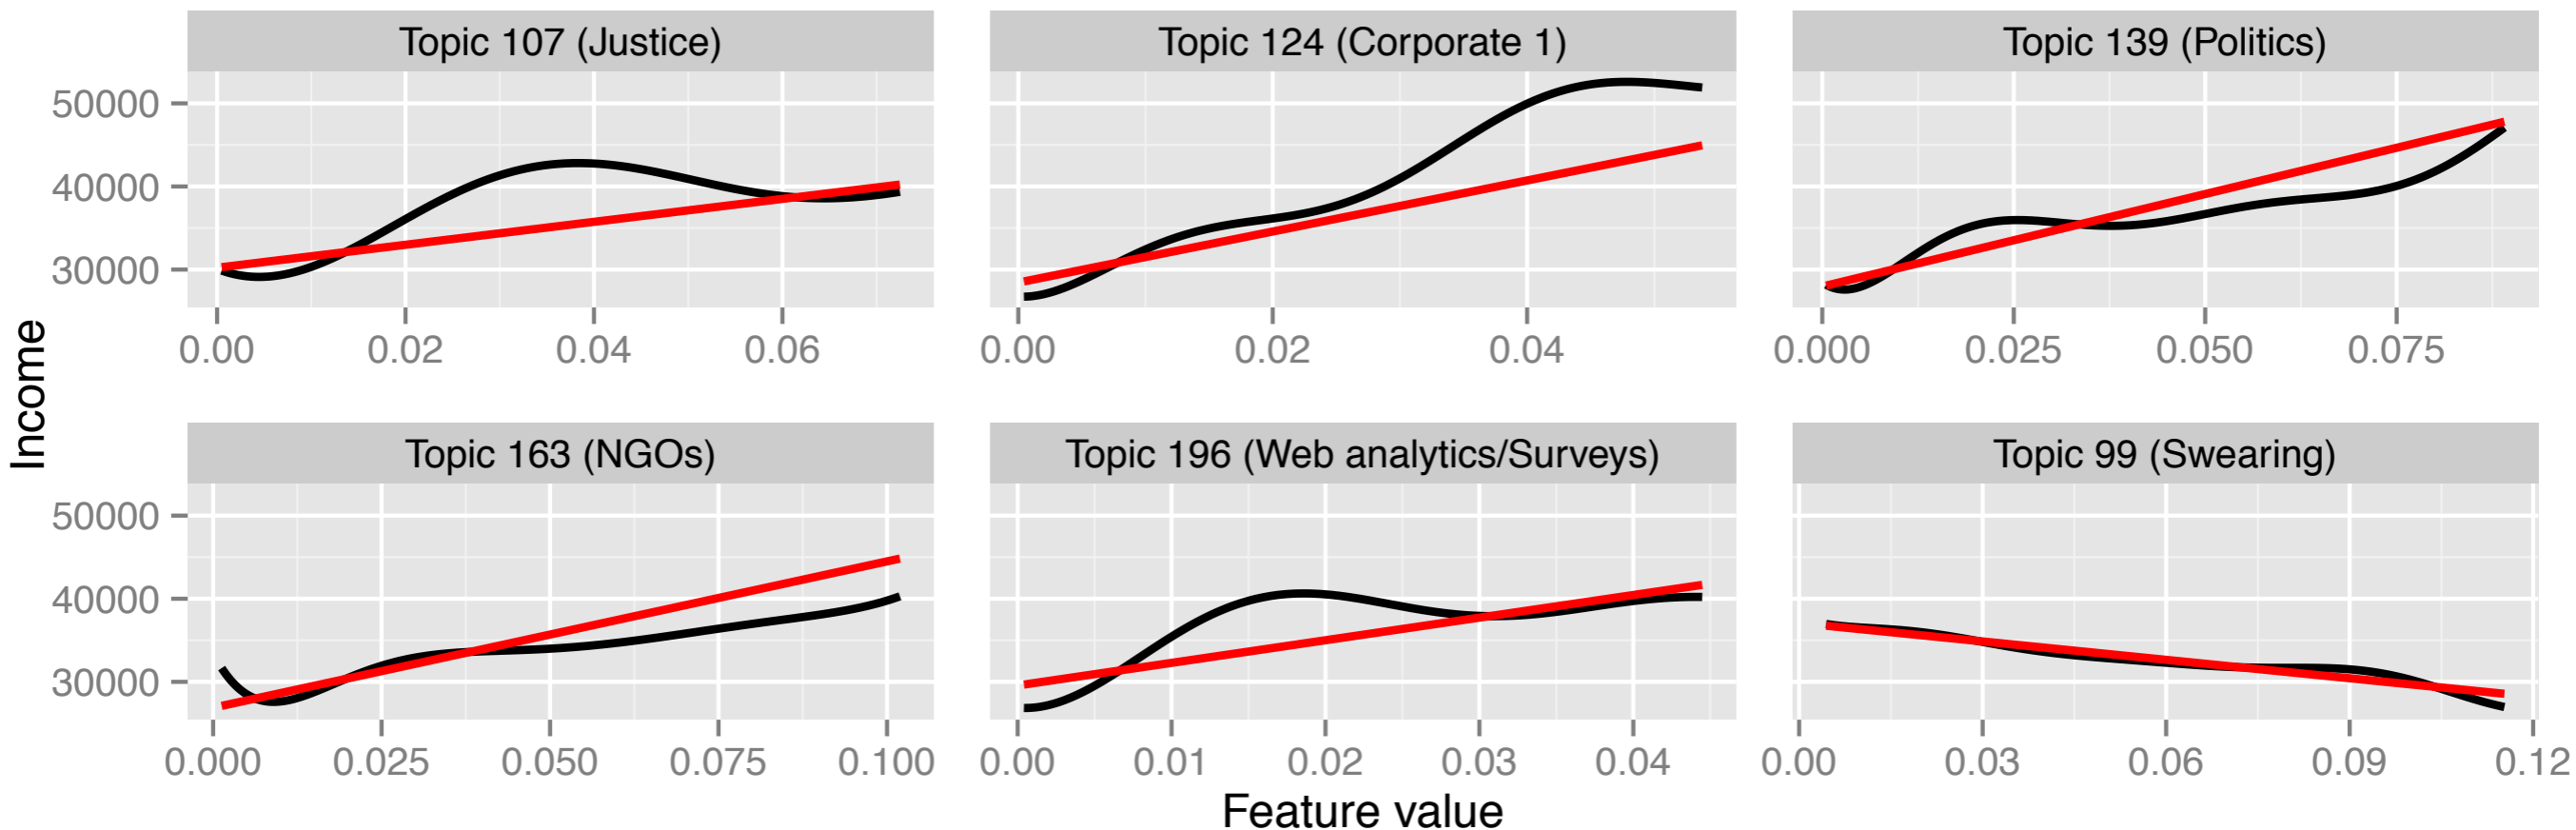 Topic 107 (Justice)
Topic 124 (Corporate 1)
Topic 139 (Politics)
50000
40000
30000
0.00 0.02 0.04 0.06
0.00 0.02 0.04
0.000 0.025 0.050 0.075
Income
Topic 163 (NGOs)
Topic 196 (Web analytics/Surveys)
Topic 99 (Swearing)
50000
40000
30000
0.000 0.025 0.050 0.075 0.100
0.00 0.01 0.02 0.03 0.04
0.00 0.03 0.06 0.09 0.12
Feature value